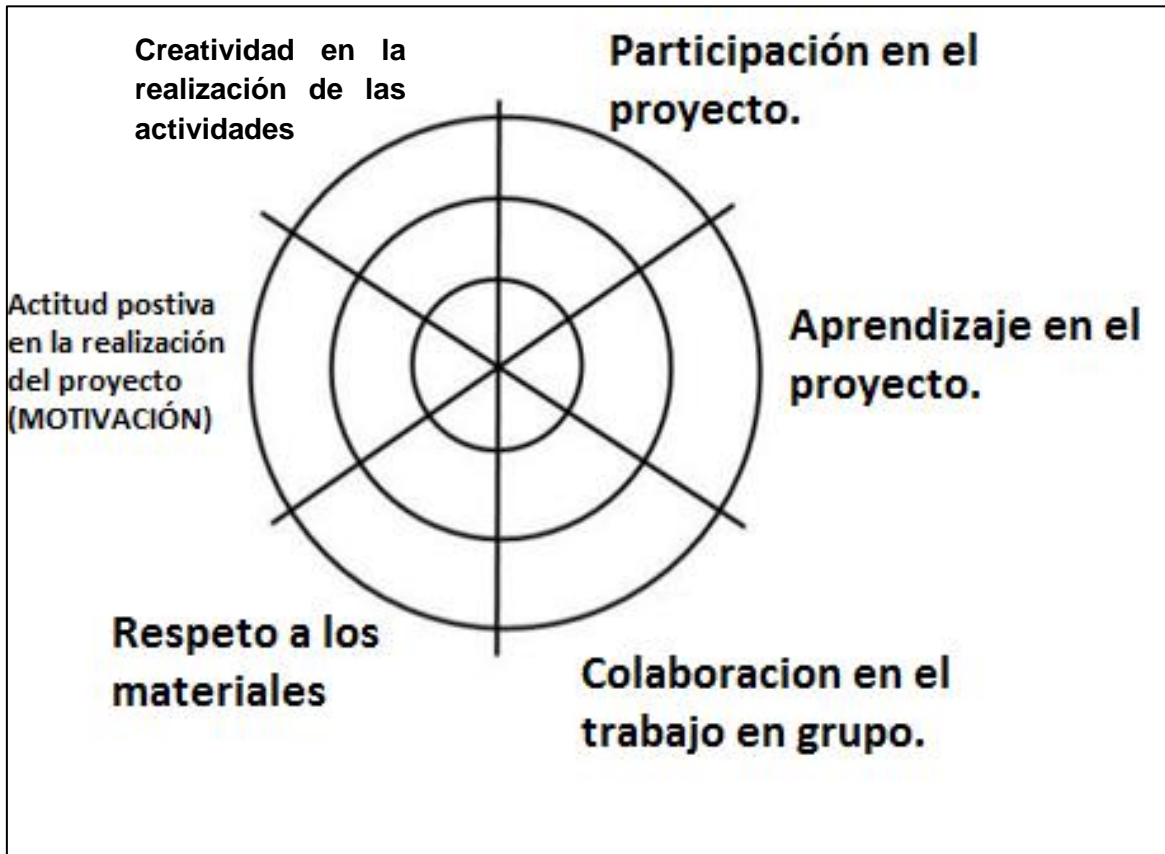 Creatividad en la
realización de las
actividades
Participación en el
proyecto.
Aprendizaje en el
proyecto.
Colaboracion en el
trabajo en grupo.
Respeto a los
materiales
Actitud postiva
en la realización
del proyecto
(MOTIVACIÓN)